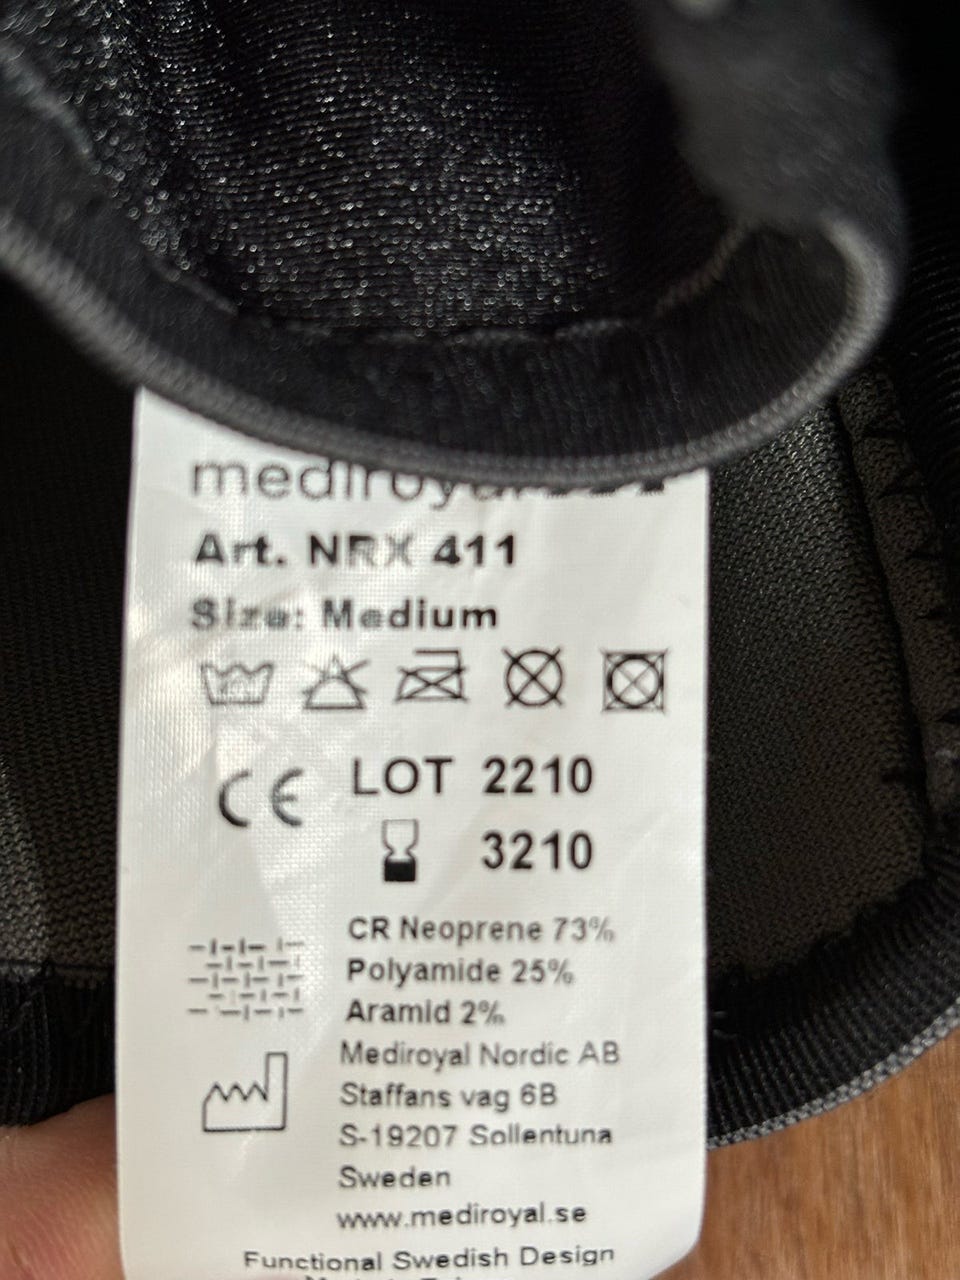 mediroyal
Art. NRX 411
Size: Medium
CE LOT 2210
3210
CR Neoprene 73%
Polyamide 25%
Aramid 2%
Mediroyal Nordic AB
Staffans vag 6B
S-19207 Sollentuna
Sweden
www.mediroyal.se
Functional Swedish Design